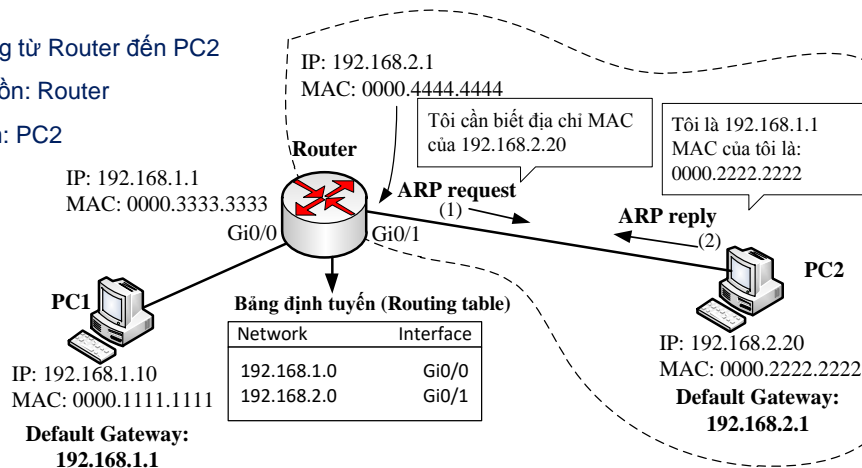 g từ Router đến PC2
ồn: Router
n: PC2
IP: 192.168.2.1
MAC: 0000.4444.4444
Tôi cần biết địa chỉ MAC
của 192.168.2.20
Tôi là 192.168.1.1
MAC của tôi là:
0000.2222.2222
Router
IP: 192.168.1.1
MAC: 0000.3333.3333
ARP request
(1)
ARP reply
(2)
Gi0/0
Gi0/1
PC1
PC2
Bảng định tuyến (Routing table)
Network Interface
192.168.1.0 Gi0/0
192.168.2.0 Gi0/1
IP: 192.168.1.10
MAC: 0000.1111.1111
Default Gateway:
192.168.1.1
IP: 192.168.2.20
MAC: 0000.2222.2222
Default Gateway:
192.168.2.1